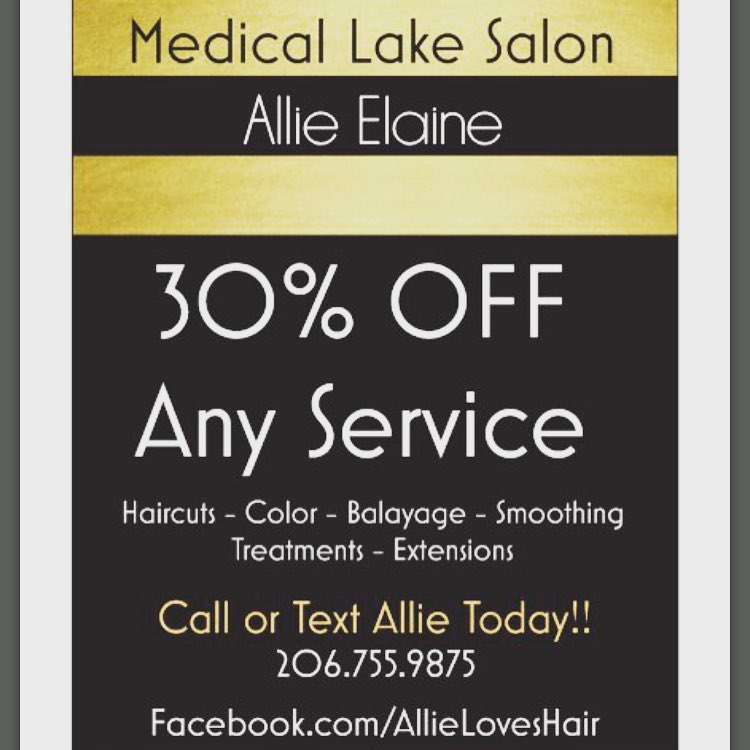 Medical Lake Salon
Allie Elaine
30% OFF
Any Service
Haircuts - Color - Balayage - Smoothing
Treatments - Extensions
Call or Text Allie Today!!
206.755.9875
Facebook.com/AllieLovesHair